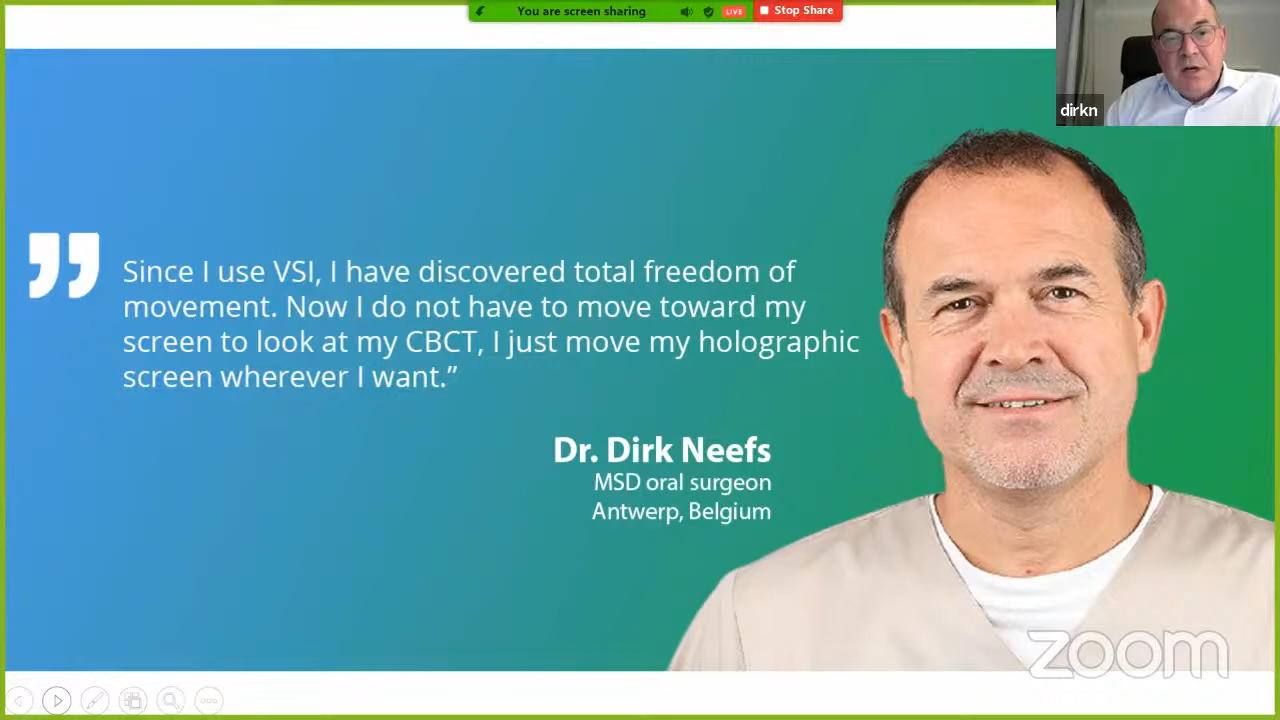 You are screen sharing
LIVE
Stop Share
dirkn
Since I use VSI, I have discovered total freedom of
movement. Now I do not have to move toward my
screen to look at my CBCT, I just move my holographic
screen wherever I want.”
Dr. Dirk Neefs
MSD oral surgeon
Antwerp, Belgium
zoom